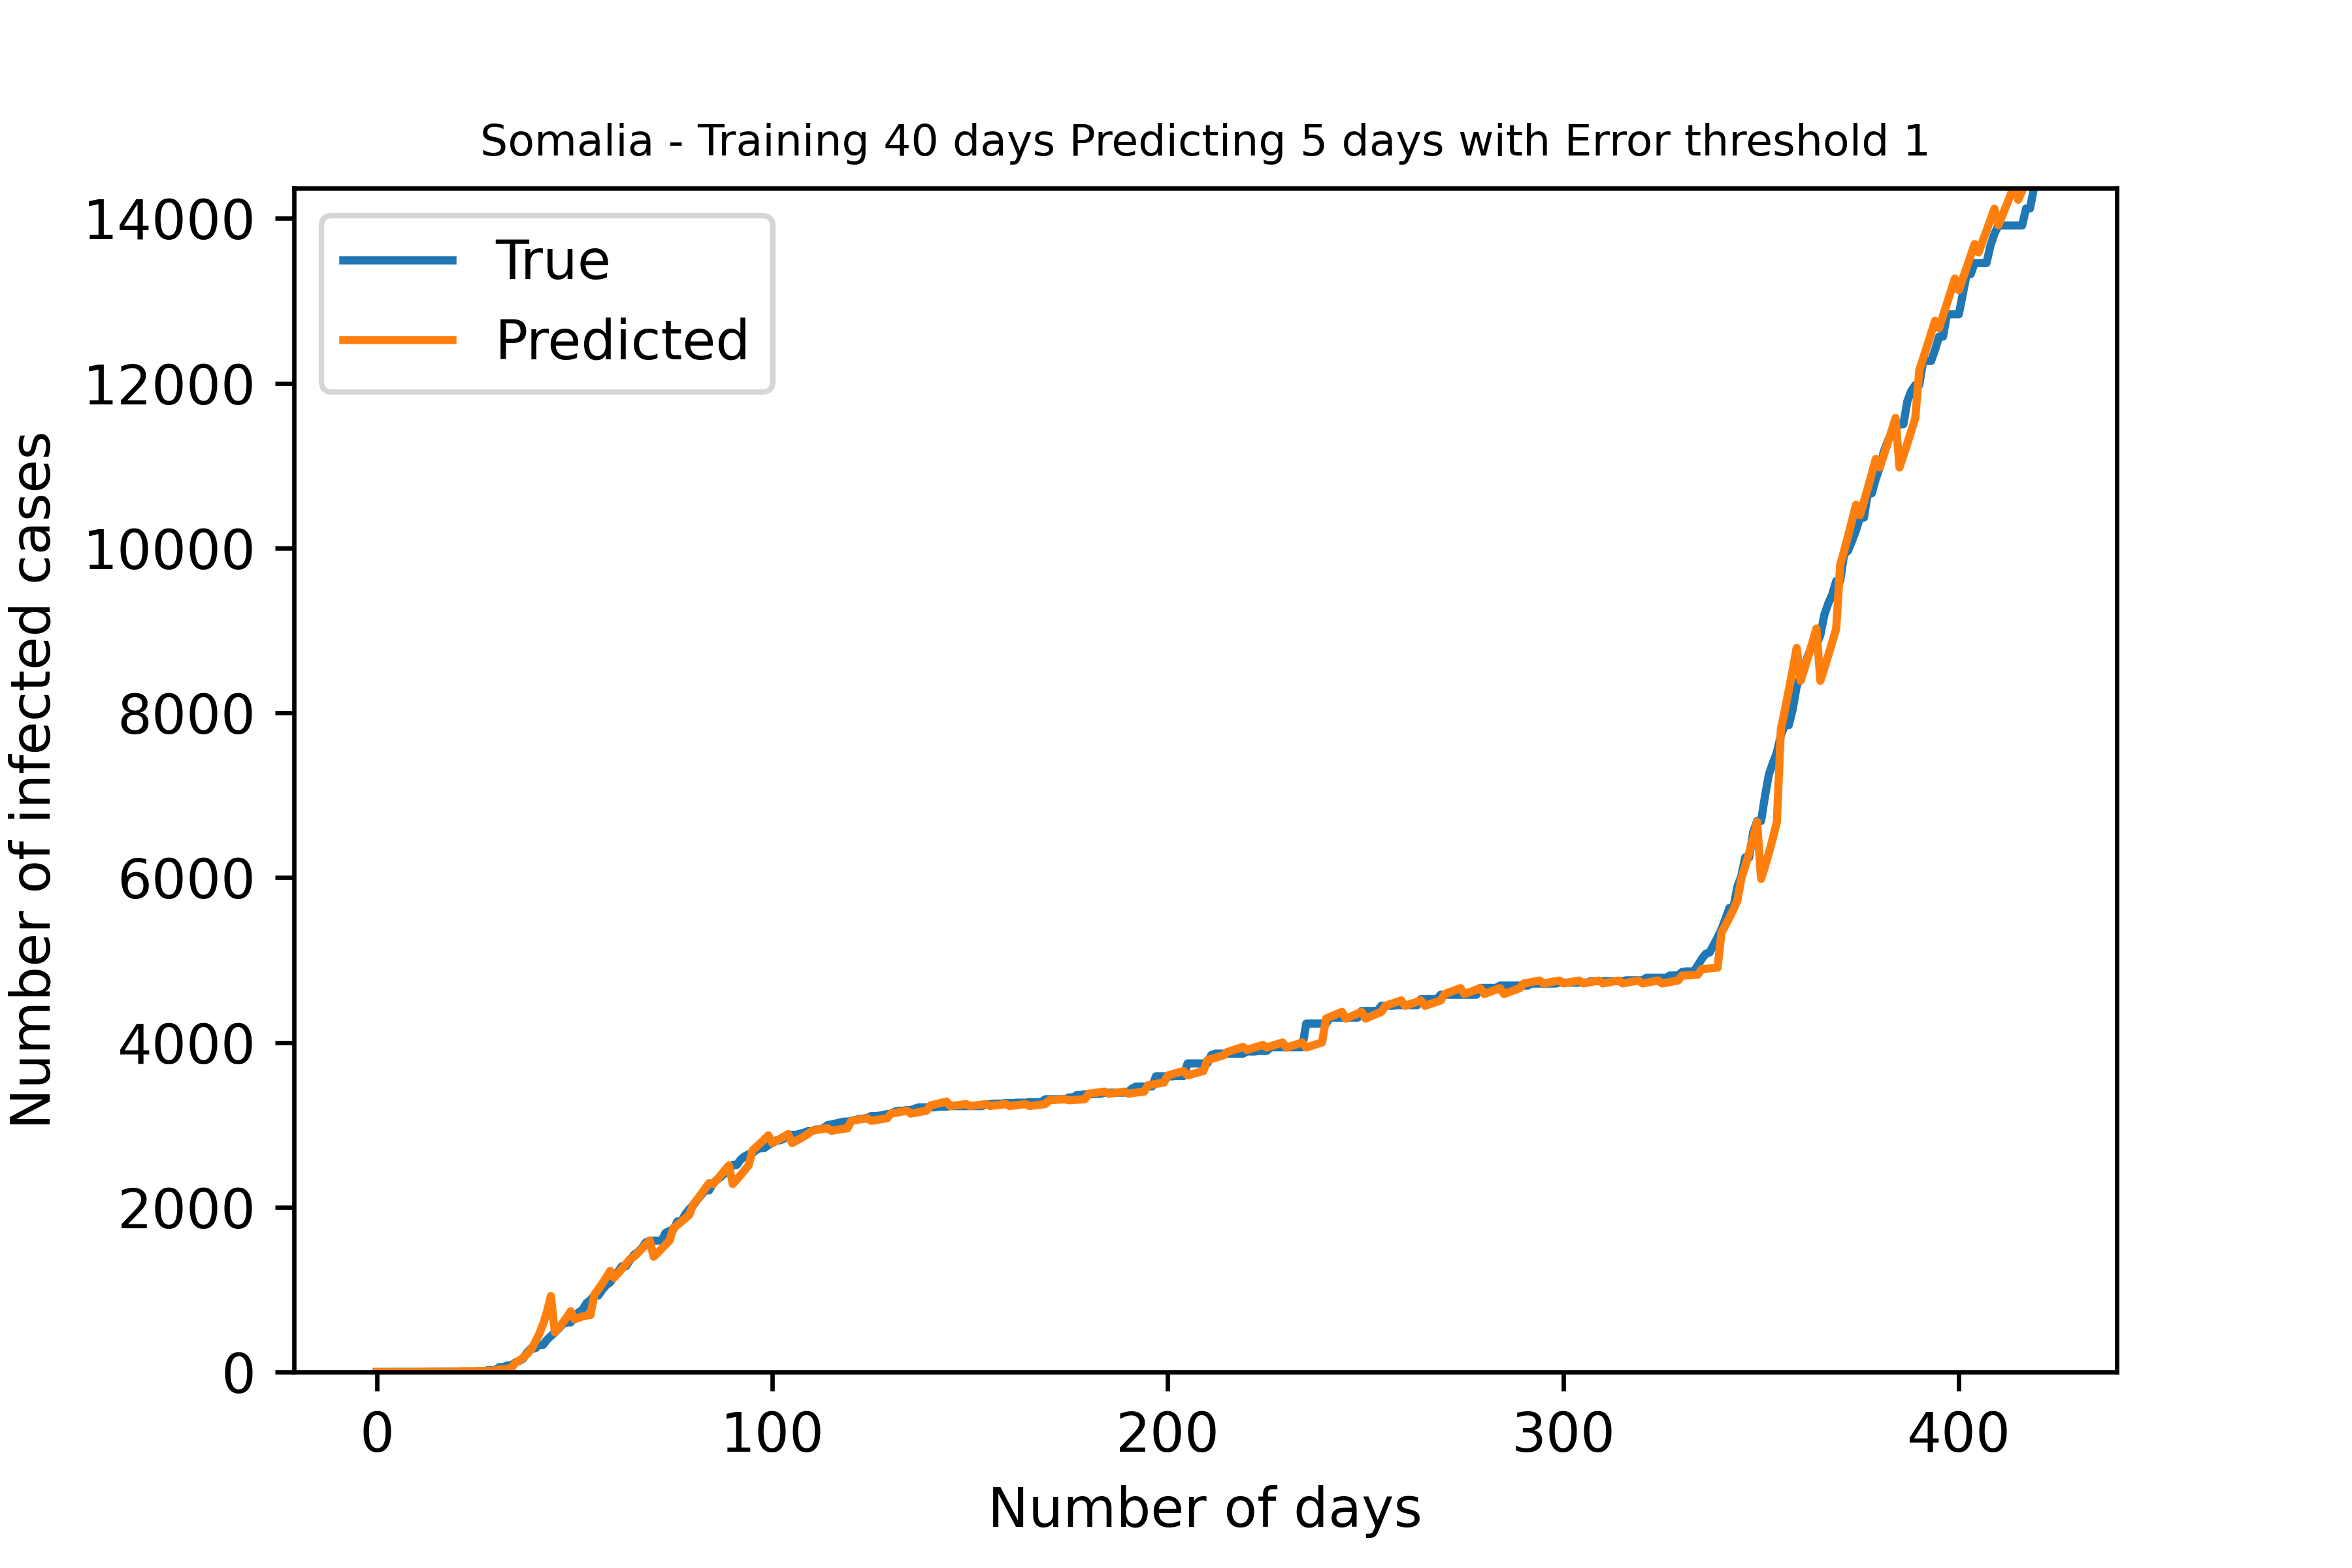 Somalia - Training 40 days Predicting 5 days with Error threshold 1
True
Predicted
14000
12000
10000
8000
6000
4000
2000
0
Number of infected cases
0 100 200 300 400
Number of days